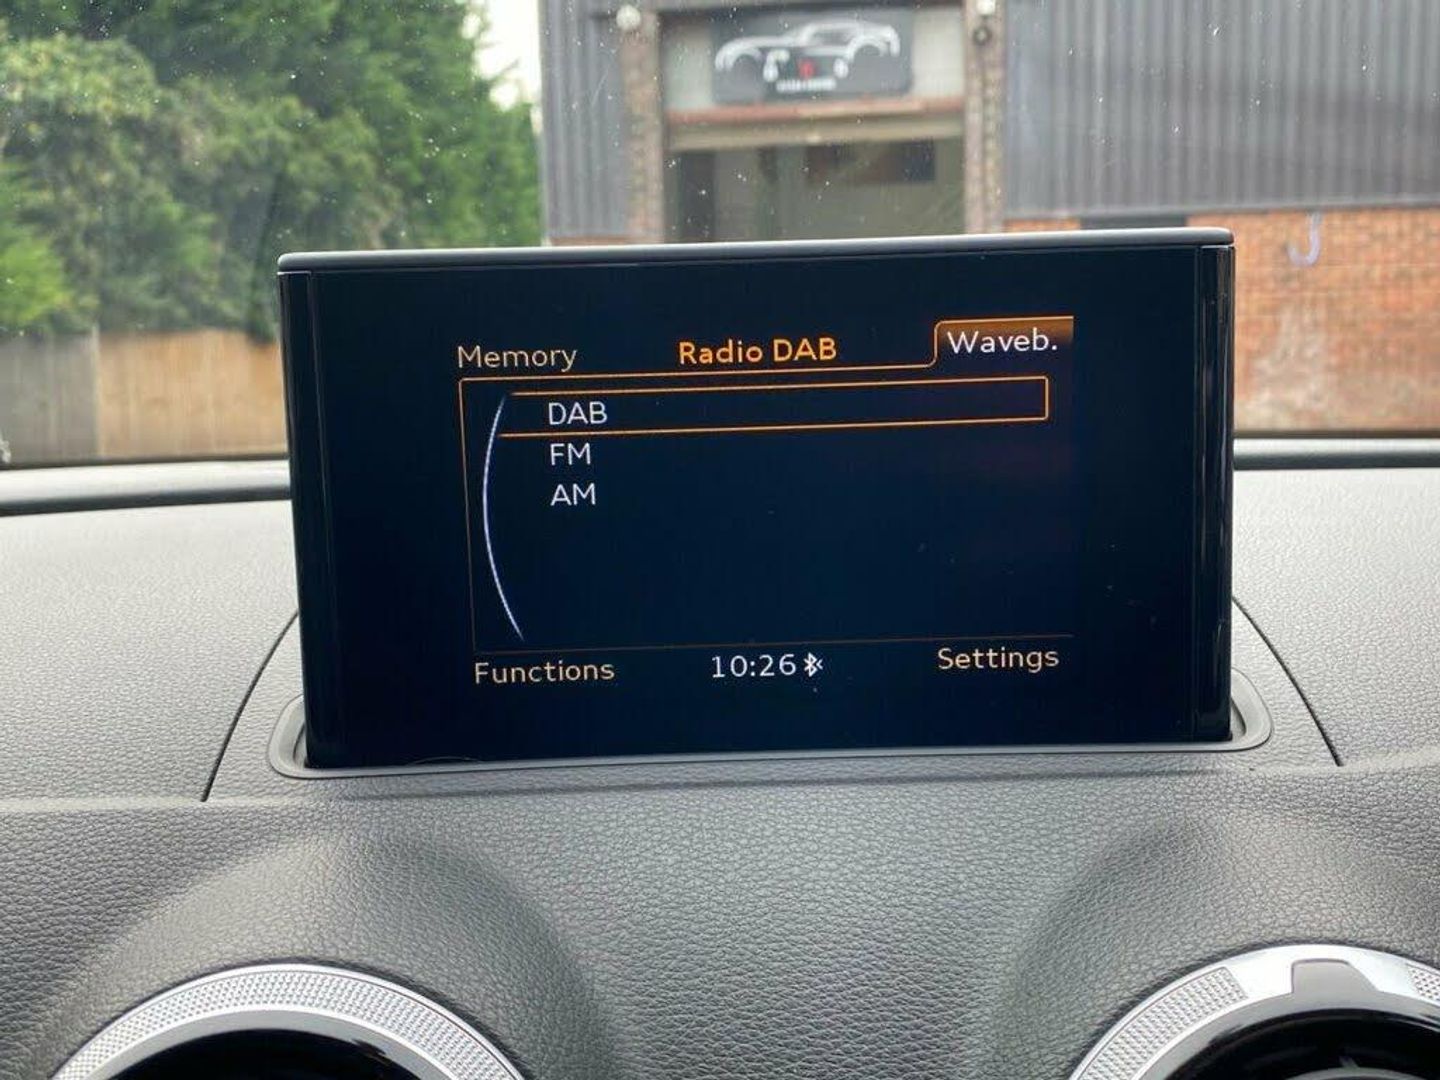 Memory Radio DAB Waveb.
DAB
FM
AM
Functions 10:26 Settings